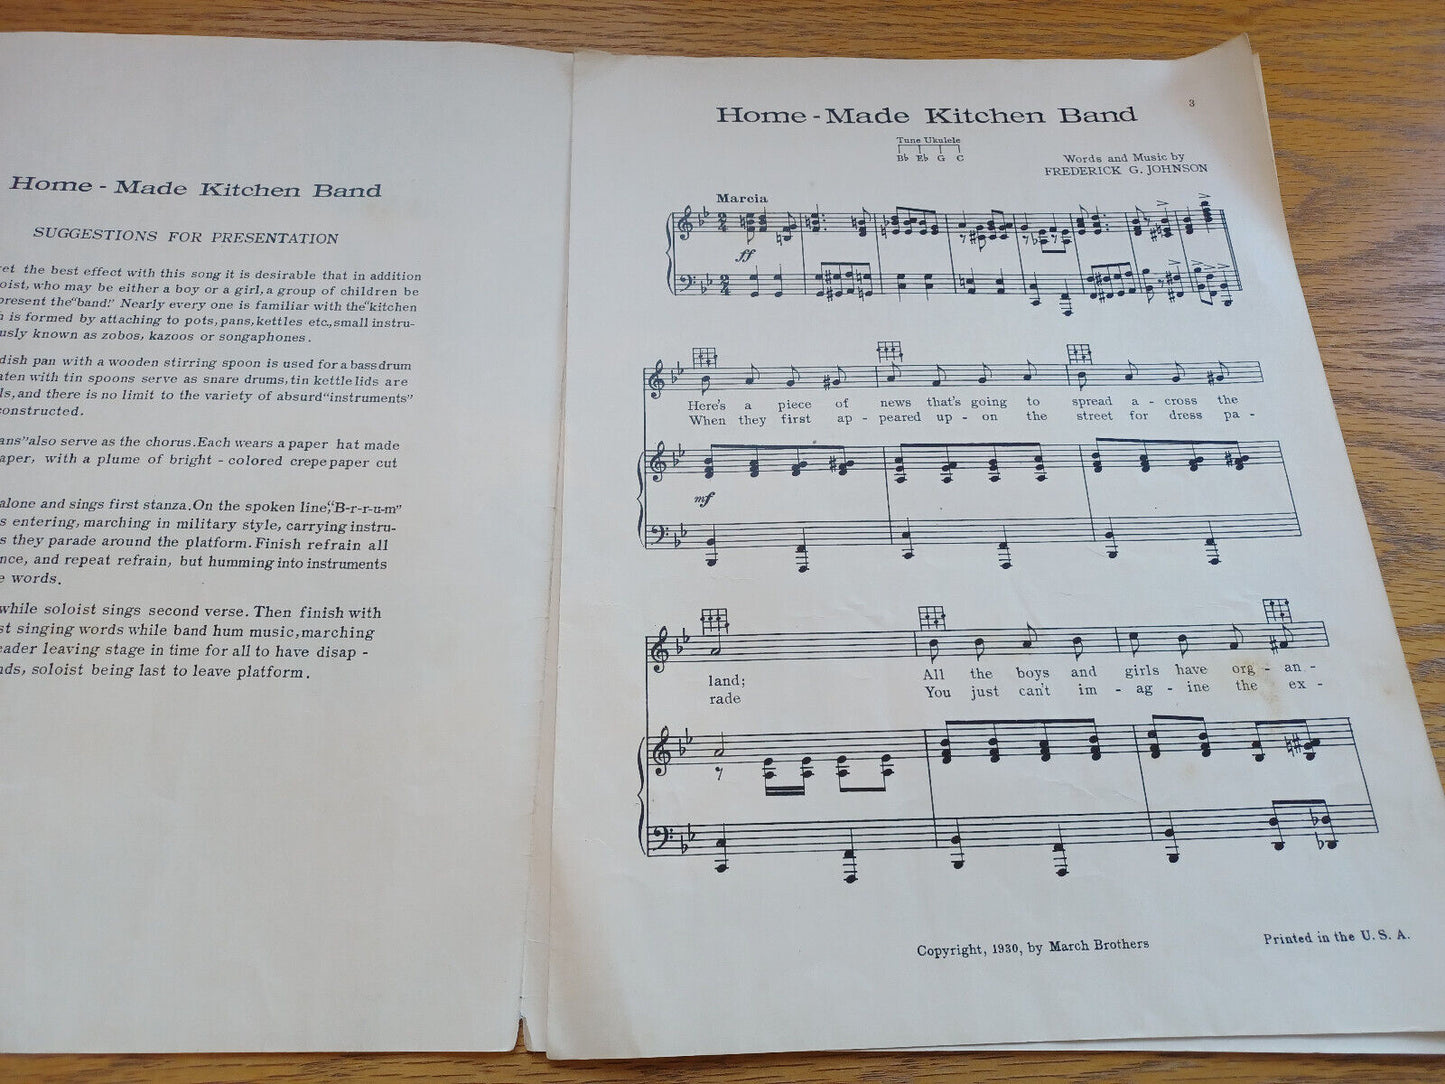 Home - Made Kitchen Band
SUGGESTIONS FOR PRESENTATION
the best effect with this song it is desirable that in addition
who may be either a boy or a girl, a group of children be
the "band." Nearly every one is familiar with the "kitchen
is formed by attaching to pots, pans, kettles etc., small instru-
known as zobos, kazoos or songaphones.
dish pan with a wooden stirring spoon is used for a bass drum
with tin spoons serve as snare drums, tin kettle lids are
and there is no limit to the variety of absurd "instruments"
constructed.
also serve as the chorus. Each wears a paper hat made
with a plume of bright - colored crepe paper cut
alone and sings first stanza. On the spoken line, "B-r-r-u-m"
entering, marching in military style, carrying instru-
they parade around the platform. Finish refrain all
and repeat refrain, but humming into instruments
words.
while soloist sings second verse. Then finish with
singing words while band hum music, marching
leaving stage in time for all to have disap -
soloist being last to leave platform.
3
Home - Made Kitchen Band
Tune Ukulele
B♭ E♭ G C
Words and Music by
FREDERICK G. JOHNSON
Marcia
2 4
ff
2 4
Here's a piece of news that's going to spread a - cross the
When they first ap - peared up - on the street for dress pa -
mf
land; All the boys and girls have org - an -
rade You just can't im - ag - ine the ex -
Copyright, 1930, by March Brothers
Printed in the U. S. A.